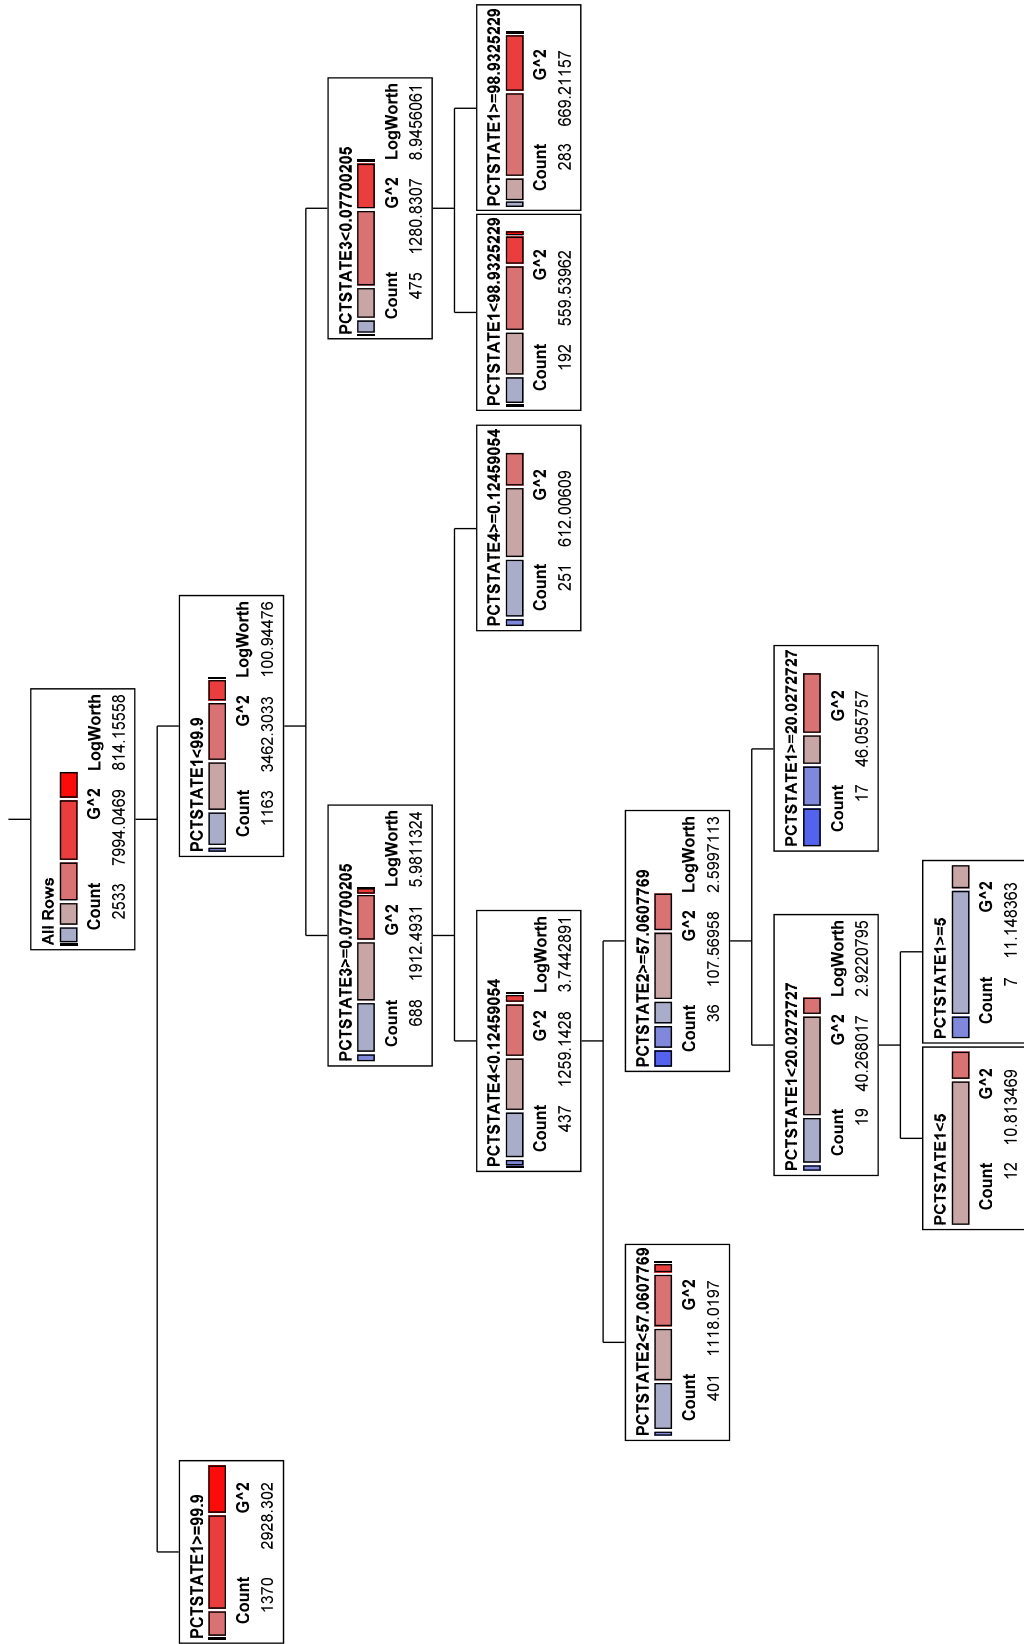 All Rows
Count G^2 LogWorth
2533 7994.0469 814.15558
PCTSTATE1>=99.9
Count G^2
1370 2928.302
PCTSTATE1<99.9
Count G^2 LogWorth
1163 3462.3033 100.94476
PCTSTATE3>=0.07700205
Count G^2 LogWorth
688 1912.4931 5.9811324
PCTSTATE3<0.07700205
Count G^2 LogWorth
475 1280.8307 8.9456061
PCTSTATE4<0.12459054
Count G^2 LogWorth
437 1259.1428 3.7442891
PCTSTATE4>=0.12459054
Count G^2
251 612.00609
PCTSTATE1<98.9325229
Count G^2
192 559.53962
PCTSTATE1>=98.9325229
Count G^2
283 669.21157
PCTSTATE2<57.0607769
Count G^2
401 1118.0197
PCTSTATE2>=57.0607769
Count G^2 LogWorth
36 107.56958 2.5997113
PCTSTATE1<20.0272727
Count G^2 LogWorth
19 40.268017 2.9220795
PCTSTATE1>=20.0272727
Count G^2
17 46.055757
PCTSTATE1<5
Count G^2
12 10.813469
PCTSTATE1>=5
Count G^2
7 11.148363